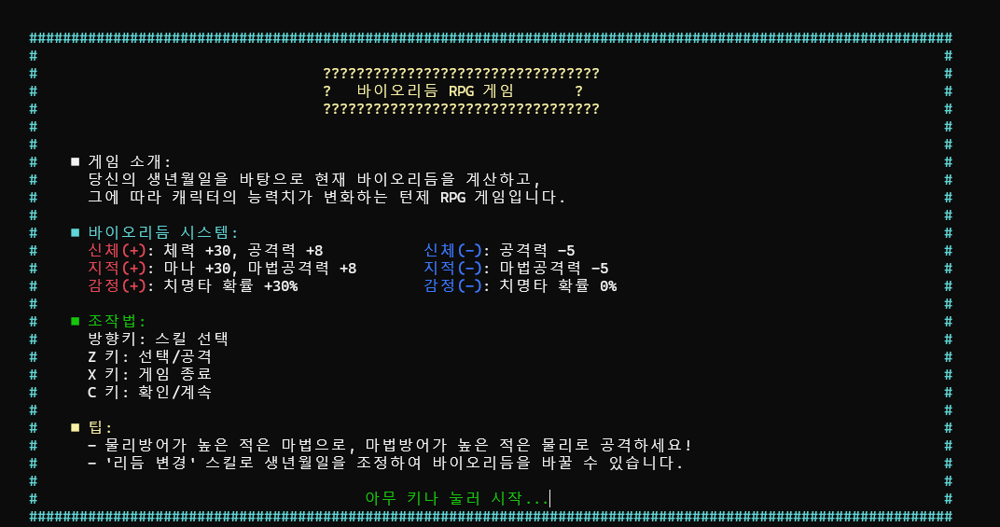 ##############################################################################################################
?????????????????????????????????
? 바이오리듬 RPG 게임 ?
?????????????????????????????????
■ 게임 소개:
당신의 생년월일을 바탕으로 현재 바이오리듬을 계산하고,
그에 따라 캐릭터의 능력치가 변화하는 턴제 RPG 게임입니다.
■ 바이오리듬 시스템:
신체(+): 체력 +30, 공격력 +8 신체(-): 공격력 -5
지적(+): 마나 +30, 마법공격력 +8 지적(-): 마법공격력 -5
감정(+): 치명타 확률 +30% 감정(-): 치명타 확률 0%
■ 조작법:
방향키: 스킬 선택
Z 키: 선택/공격
X 키: 게임 종료
C 키: 확인/계속
■ 팁:
- 물리방어가 높은 적은 마법으로, 마법방어가 높은 적은 물리로 공격하세요!
- '리듬 변경' 스킬로 생년월일을 조정하여 바이오리듬을 바꿀 수 있습니다.
아무 키나 눌러 시작...
##############################################################################################################